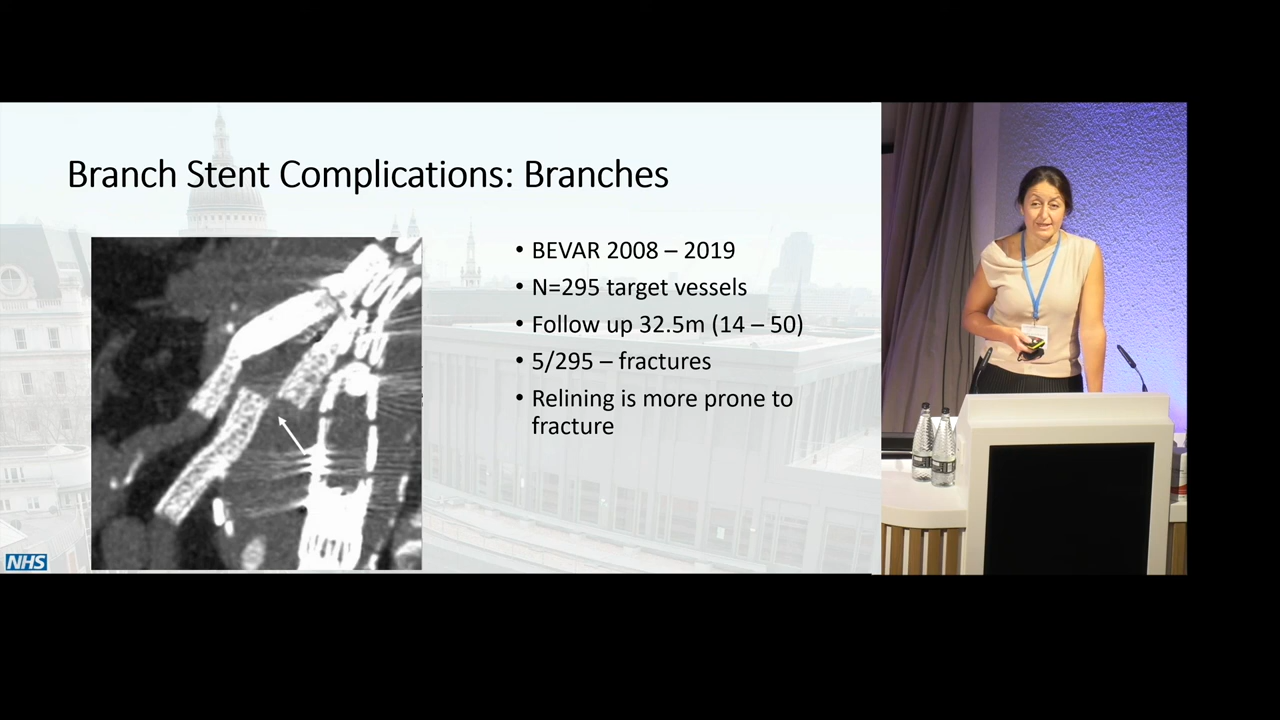 Branch Stent Complications: Branches
• BEVAR 2008 – 2019
• N=295 target vessels
• Follow up 32.5m (14 – 50)
• 5/295 – fractures
• Relining is more prone to
fracture
NHS